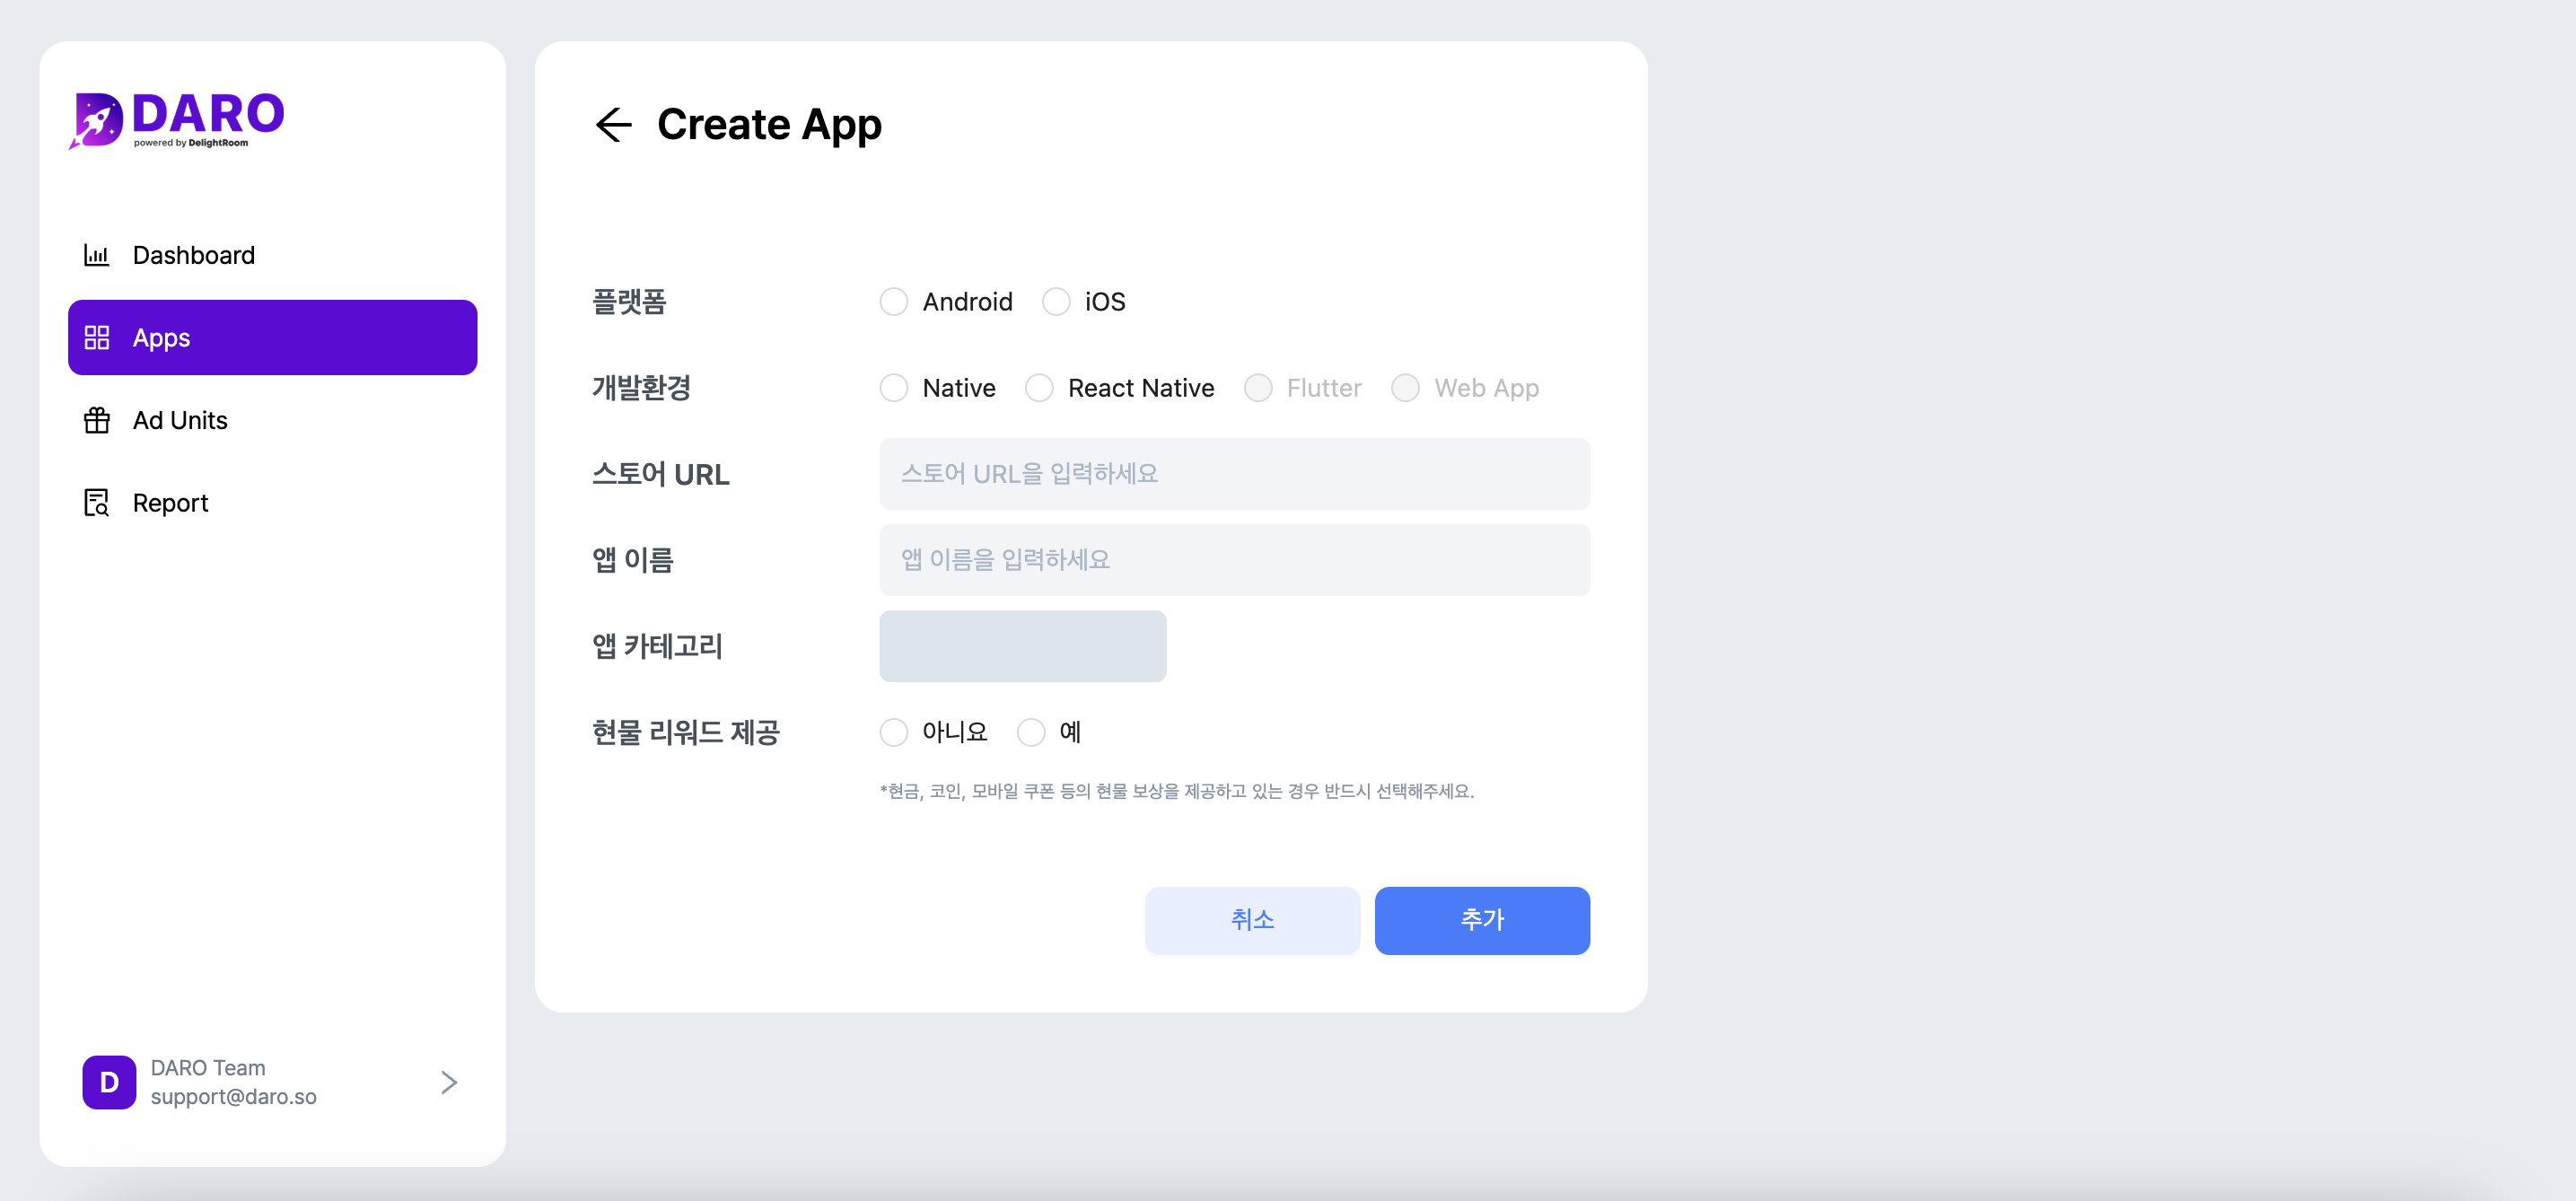 DARO
powered by DelightRoom
Dashboard
Apps
Ad Units
Report
D
DARO Team
support@daro.so
Create App
플랫폼
Android iOS
개발환경
Native React Native Flutter Web App
스토어 URL
스토어 URL을 입력하세요
앱 이름
앱 이름을 입력하세요
앱 카테고리
현물 리워드 제공
아니요 예
*현금, 코인, 모바일 쿠폰 등의 현물 보상을 제공하고 있는 경우 반드시 선택해주세요.
취소 추가